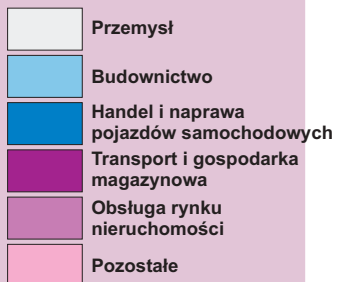 Przemysł
Budownictwo
Handel i naprawa
pojazdów samochodowych
Transport i gospodarka
magazynowa
Obsługa rynku
nieruchomości
Pozostałe